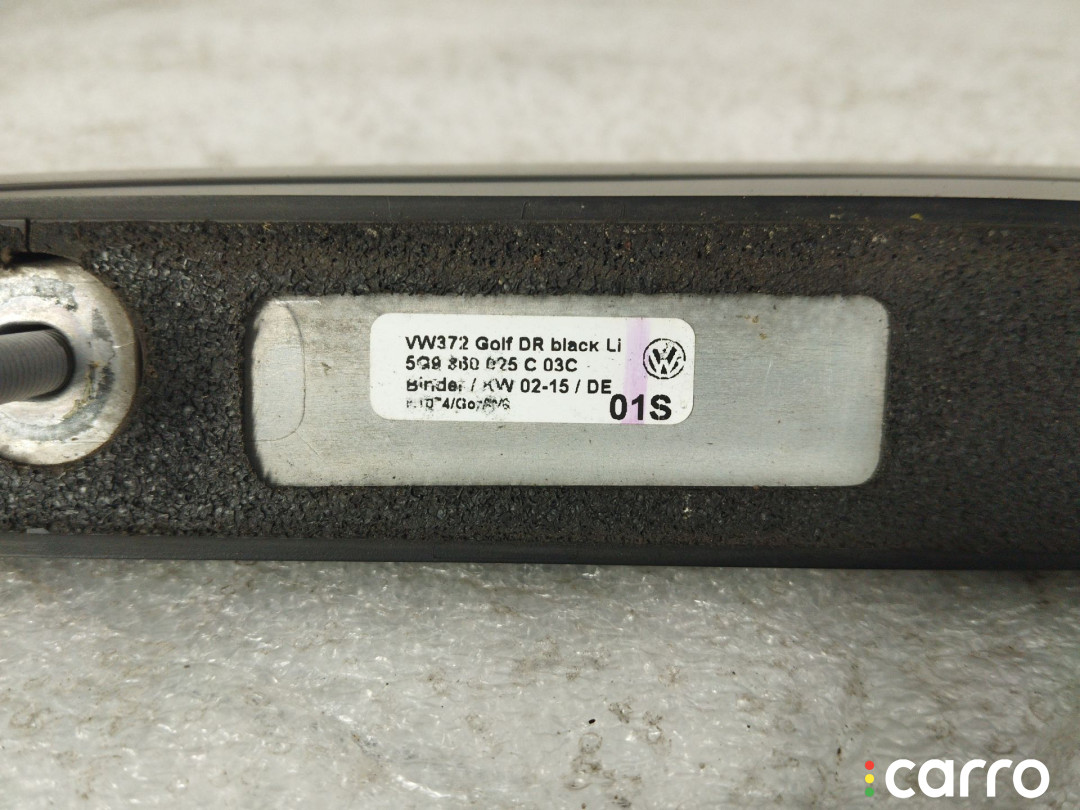 VW372 Golf DR black Li
5G9 860 025 C 03C
Binder / KW 02-15 / DE
01S
carro